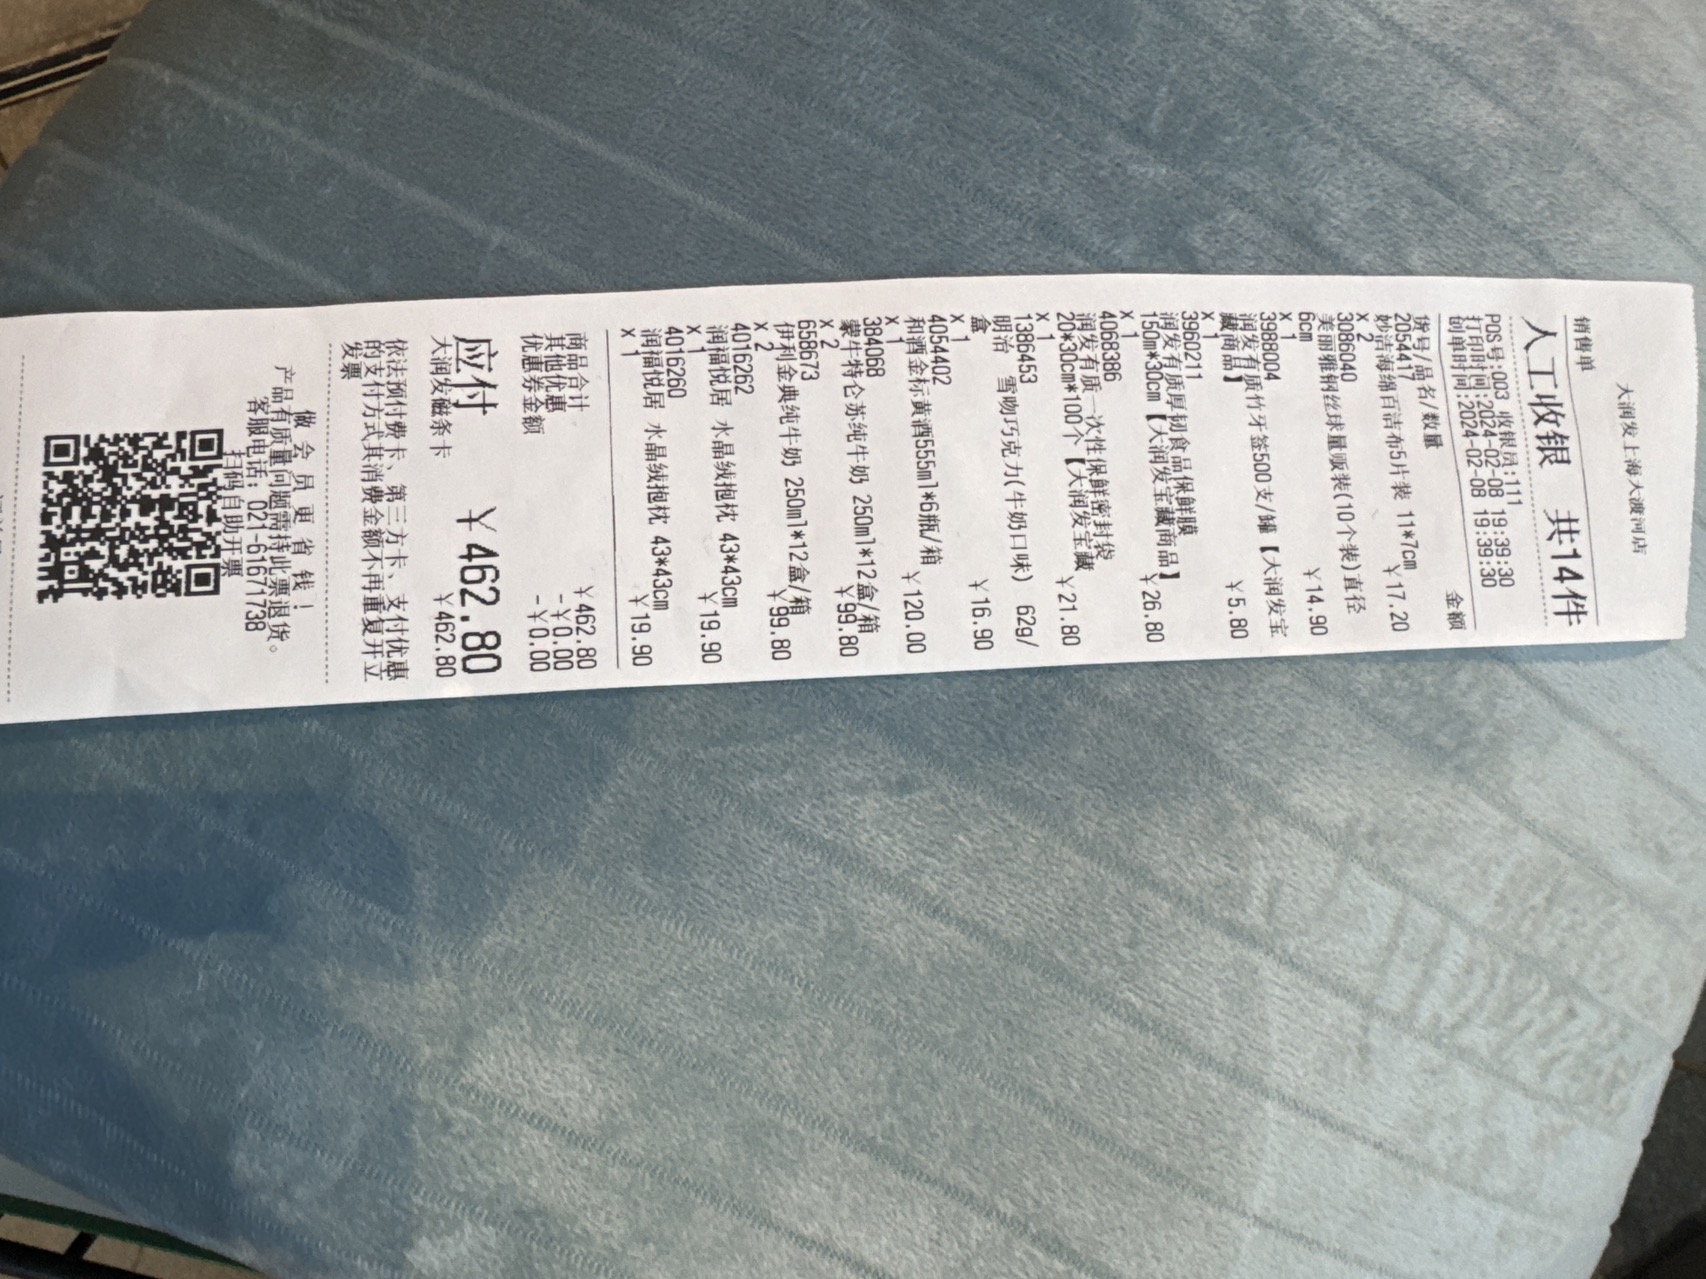 大润发上海大渡河店
销售单
人工收银 共14件
POS号:003 收银员:111
打印时间:2024-02-08 19:39:30
创单时间:2024-02-08 19:39:30
货号/品名/数量 金额
2054417
妙洁海绵百洁布5片装 11*7cm
x 2 ￥17.20
3086040
美丽雅钢丝球量贩装(10个装)直径
6cm
x 1 ￥14.90
3988004
润发有质竹牙签500支/罐【大润发宝
藏商品】
x 1 ￥5.80
3960211
润发有质厚韧食品保鲜膜
150m*30cm【大润发宝藏商品】
x 1 ￥26.80
4068386
润发有质一次性保鲜密封袋
20*30cm*100个【大润发宝藏
x 1 ￥21.80
1386453
明治 雪吻巧克力(牛奶口味) 62g/
盒
x 1 ￥16.90
4054402
和酒金标黄酒555ml*6瓶/箱
x 1 ￥120.00
384068
蒙牛特仑苏纯牛奶 250ml*12盒/箱
x 2 ￥99.80
658673
伊利金典纯牛奶 250ml*12盒/箱
x 2 ￥99.80
4016262
润福悦居 水晶绒抱枕 43*43cm
x 1 ￥19.90
4016260
润福悦居 水晶绒抱枕 43*43cm
x 1 ￥19.90
商品合计 ￥462.80
其他优惠 -￥0.00
优惠券金额 -￥0.00
应付 ￥462.80
大润发磁条卡 ￥462.80
依法预付费卡、第三方卡、支付优惠
的支付方式其消费金额不再重复开立
发票
做会员更省钱！
产品有质量问题需持此票退货。
客服电话：021-61671738
扫码自助开票